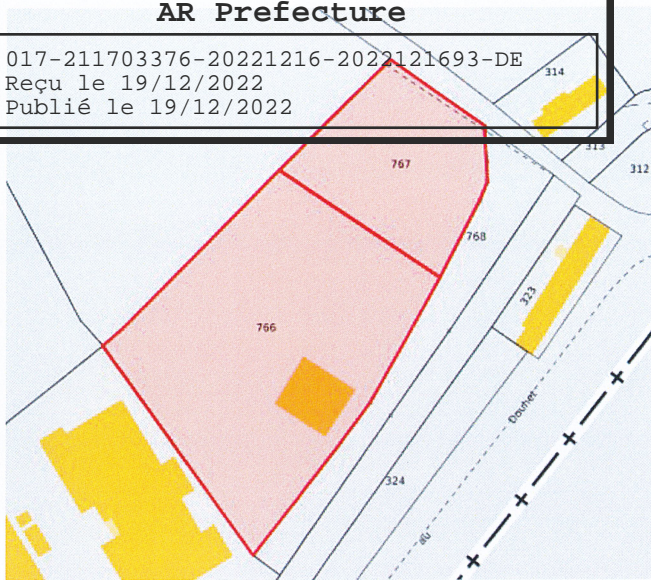 AR Prefecture
017-211703376-20221216-2022121693-DE
Reçu le 19/12/2022
Publié le 19/12/2022
314
313
312
767
768
323
766
324
Douhet
du